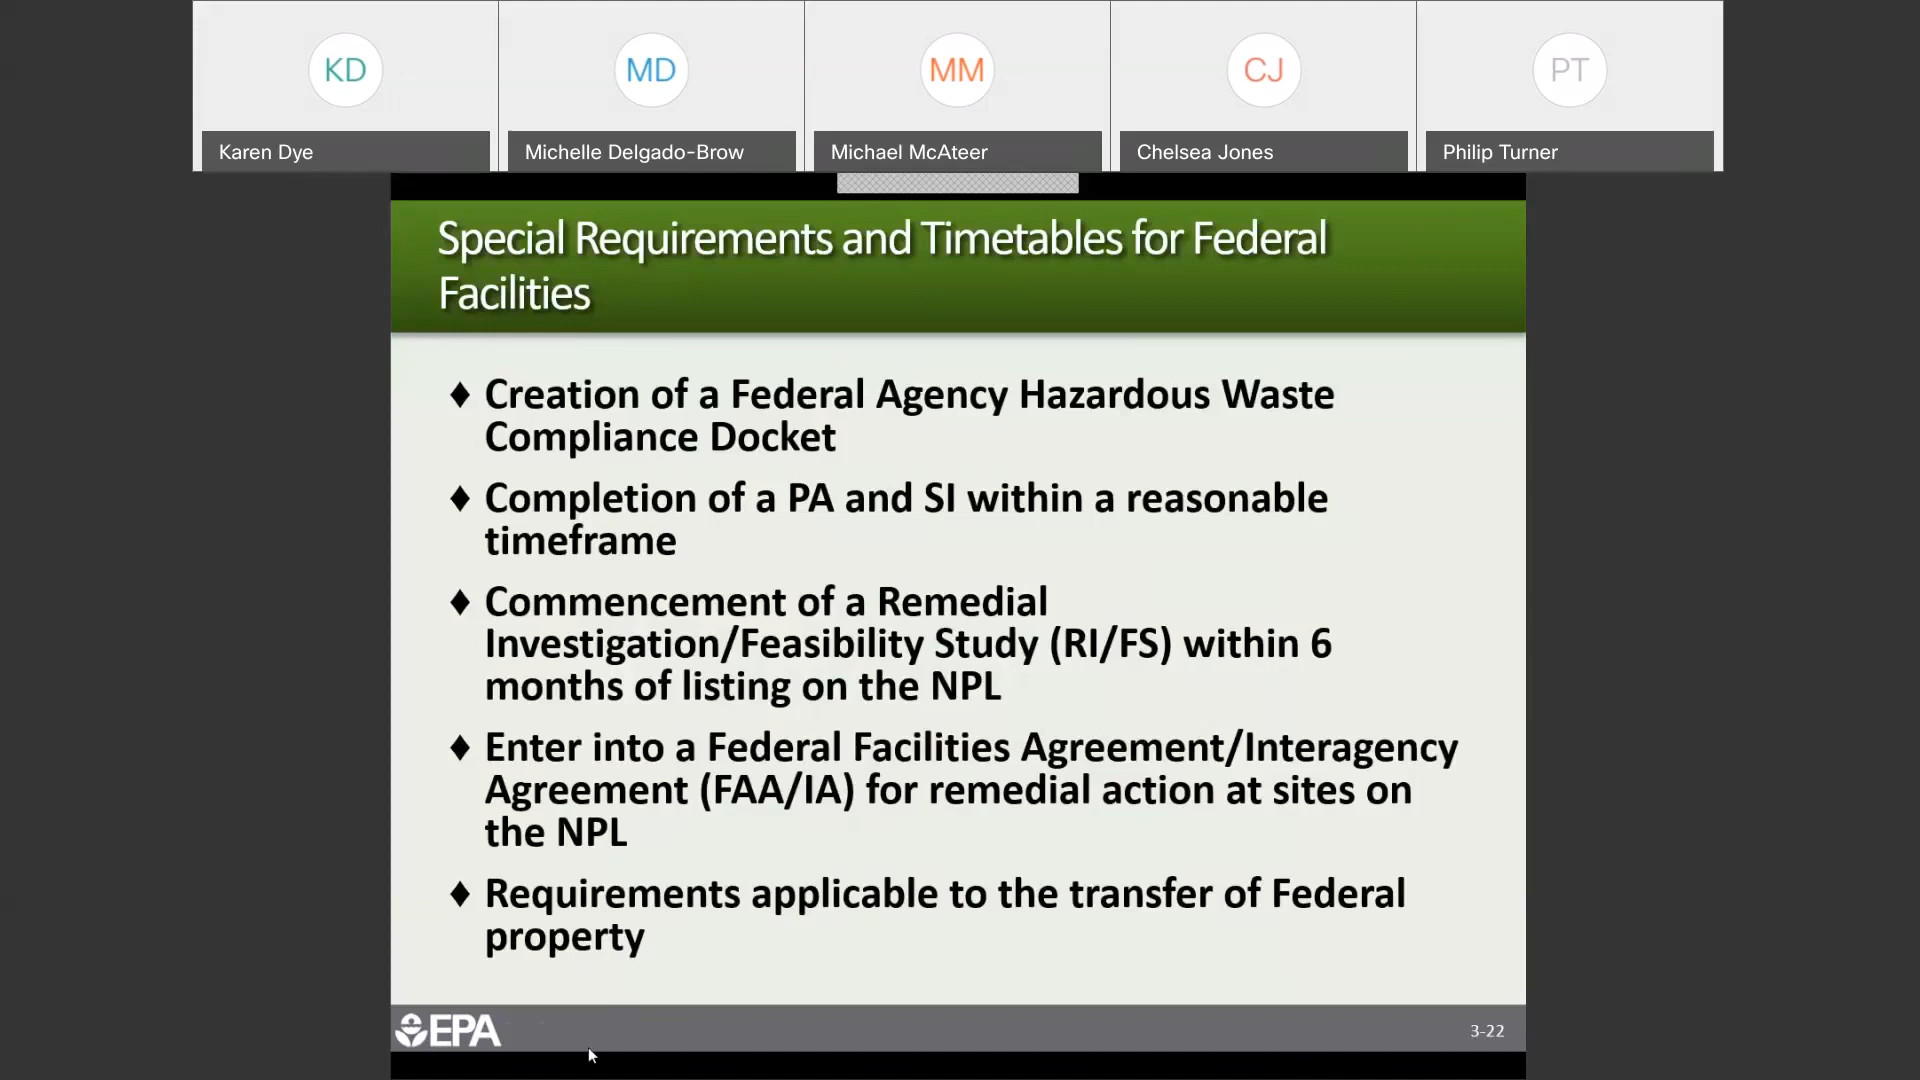 KD
MD
MM
CJ
PT
Karen Dye
Michelle Delgado-Brow
Michael McAteer
Chelsea Jones
Philip Turner
Special Requirements and Timetables for Federal
Facilities
♦ Creation of a Federal Agency Hazardous Waste
Compliance Docket
♦ Completion of a PA and SI within a reasonable
timeframe
♦ Commencement of a Remedial
Investigation/Feasibility Study (RI/FS) within 6
months of listing on the NPL
♦ Enter into a Federal Facilities Agreement/Interagency
Agreement (FAA/IA) for remedial action at sites on
the NPL
♦ Requirements applicable to the transfer of Federal
property
EPA
3-22